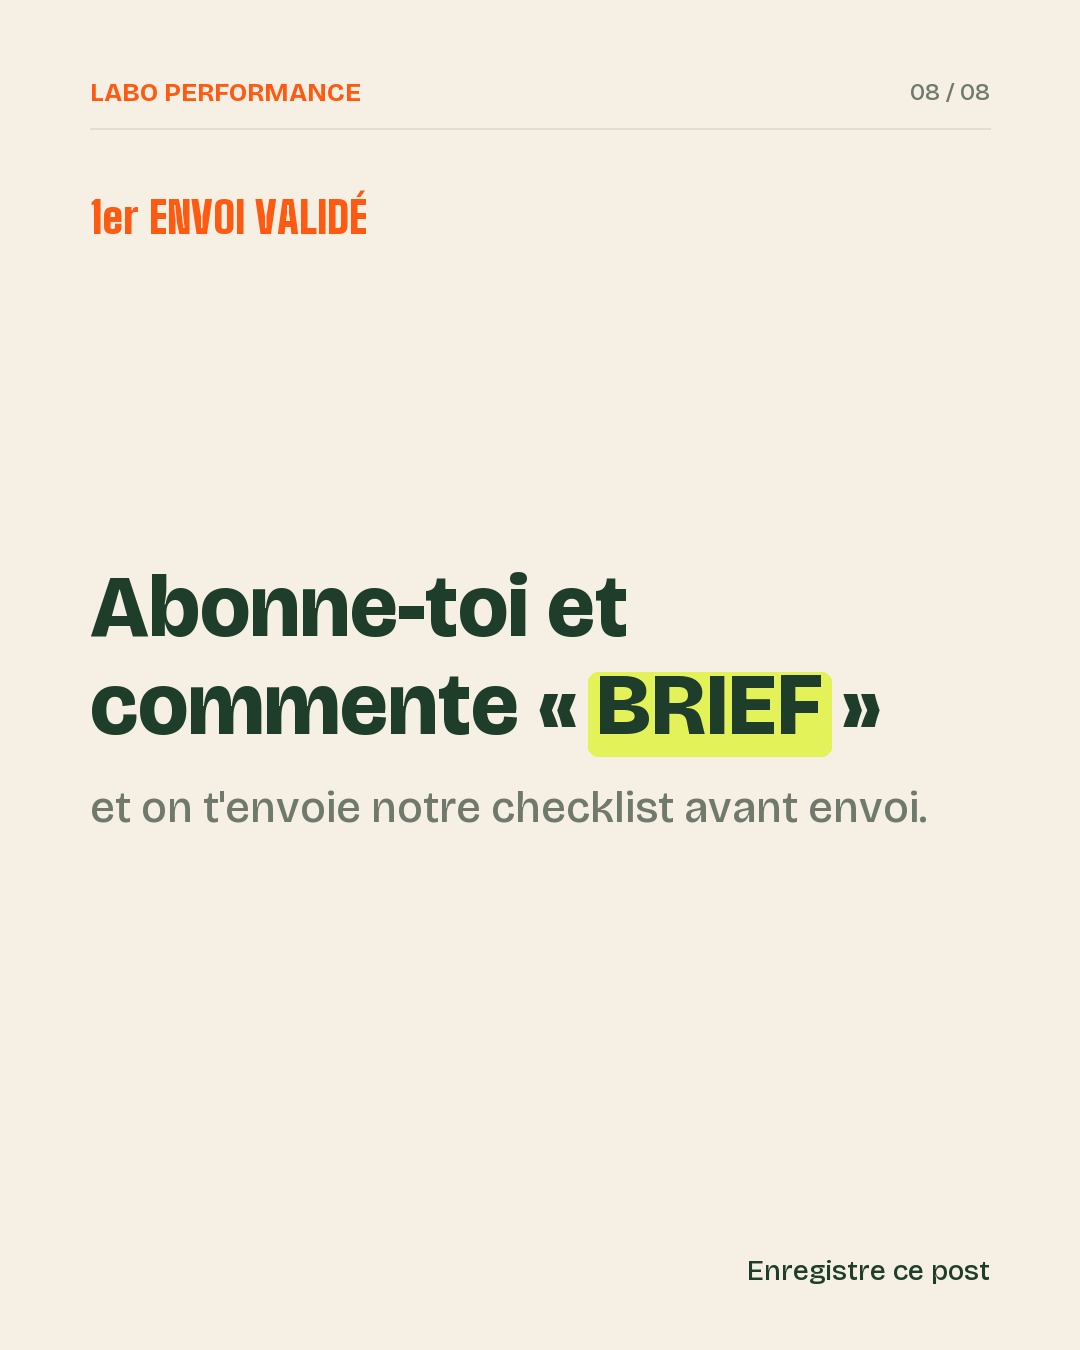 LABO PERFORMANCE
08 / 08
1er ENVOI VALIDÉ
Abonne-toi et
commente « BRIEF »
et on t'envoie notre checklist avant envoi.
Enregistre ce post